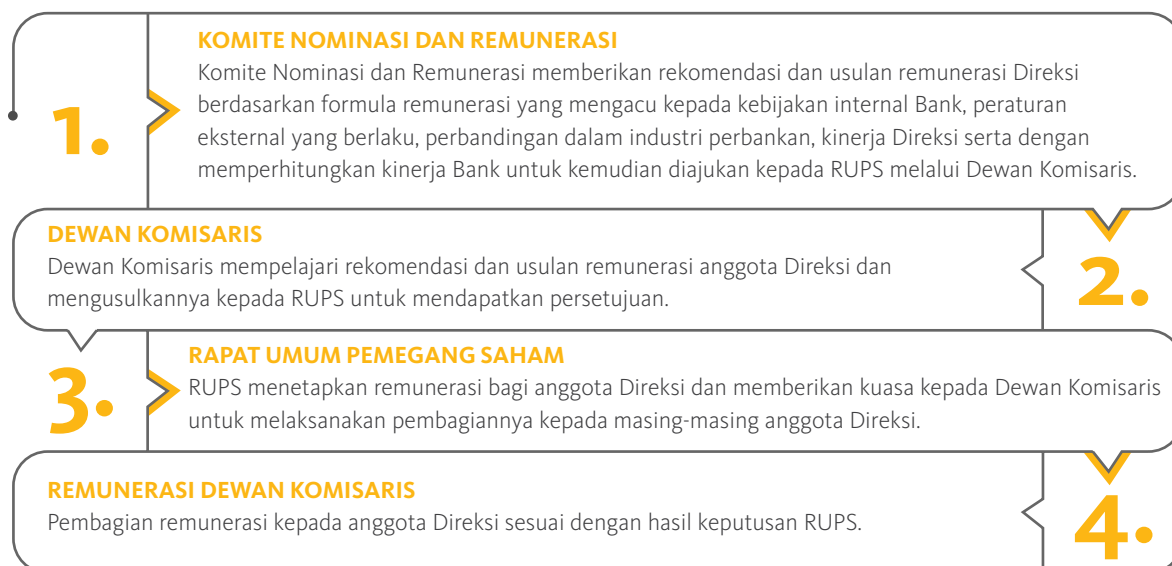 1.
KOMITE NOMINASI DAN REMUNERASI
Komite Nominasi dan Remunerasi memberikan rekomendasi dan usulan remunerasi Direksi
berdasarkan formula remunerasi yang mengacu kepada kebijakan internal Bank, peraturan
eksternal yang berlaku, perbandingan dalam industri perbankan, kinerja Direksi serta dengan
memperhitungkan kinerja Bank untuk kemudian diajukan kepada RUPS melalui Dewan Komisaris.
2.
DEWAN KOMISARIS
Dewan Komisaris mempelajari rekomendasi dan usulan remunerasi anggota Direksi dan
mengusulkannya kepada RUPS untuk mendapatkan persetujuan.
3.
RAPAT UMUM PEMEGANG SAHAM
RUPS menetapkan remunerasi bagi anggota Direksi dan memberikan kuasa kepada Dewan Komisaris
untuk melaksanakan pembagiannya kepada masing-masing anggota Direksi.
4.
REMUNERASI DEWAN KOMISARIS
Pembagian remunerasi kepada anggota Direksi sesuai dengan hasil keputusan RUPS.